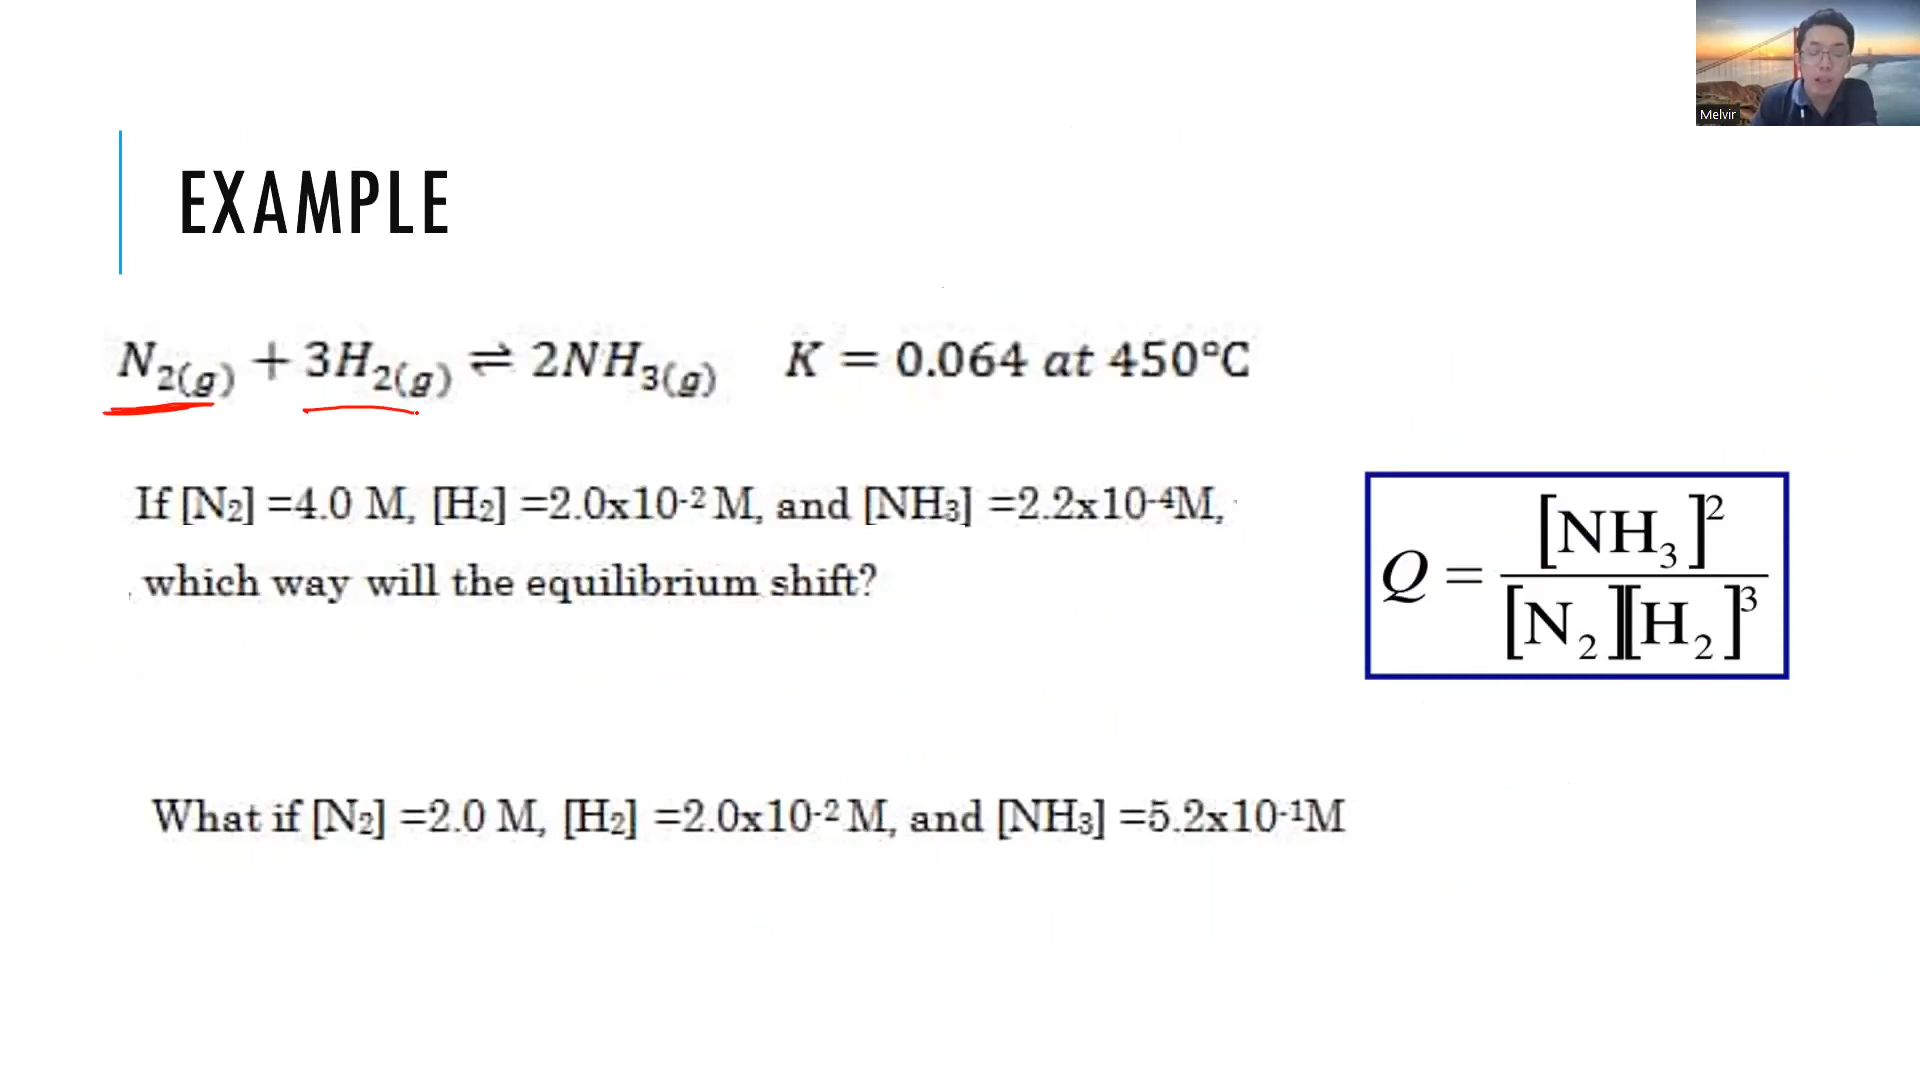 Melvir
EXAMPLE
N₂(g) + 3H₂(g) ⇌ 2NH₃(g) K = 0.064 at 450°C
If [N₂] =4.0 M, [H₂] =2.0x10⁻² M, and [NH₃] =2.2x10⁻⁴M,
which way will the equilibrium shift?
Q = [NH₃]² / [N₂][H₂]³
What if [N₂] =2.0 M, [H₂] =2.0x10⁻² M, and [NH₃] =5.2x10⁻¹M